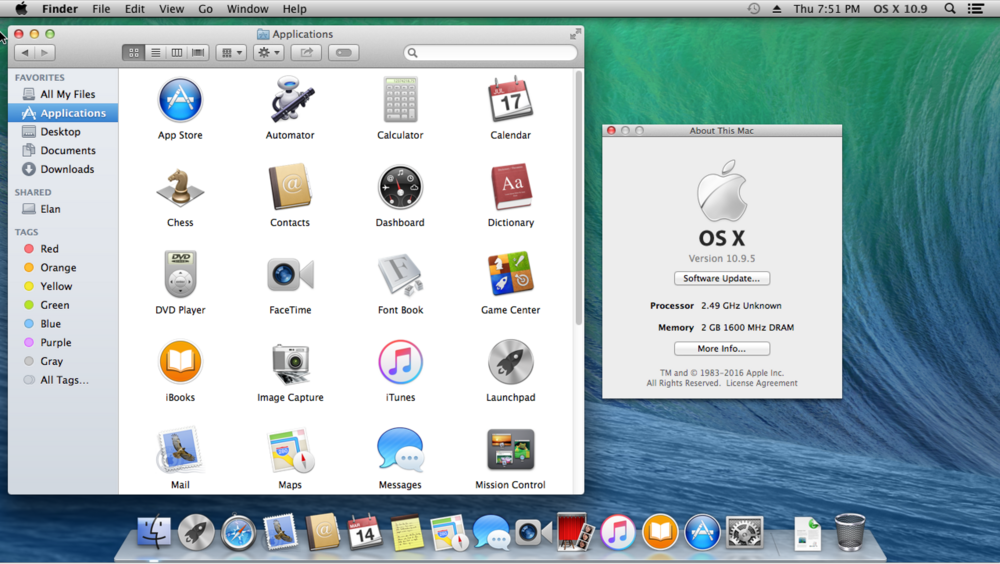 Finder File Edit View Go Window Help Thu 7:51 PM OS X 10.9
Applications
FAVORITES
All My Files
Applications
Desktop
Documents
Downloads
SHARED
Elan
TAGS
Red
Orange
Yellow
Green
Blue
Purple
Gray
All Tags...
App Store Automator Calculator Calendar
JUL
17
Chess Contacts Dashboard Dictionary
@
Aa
DVD
DVD Player FaceTime Font Book Game Center
iBooks Image Capture iTunes Launchpad
Mail Maps Messages Mission Control
About This Mac
OS X
Version 10.9.5
Software Update...
Processor 2.49 GHz Unknown
Memory 2 GB 1600 MHz DRAM
More Info...
TM and © 1983-2016 Apple Inc.
All Rights Reserved. License Agreement
@
MAR
14